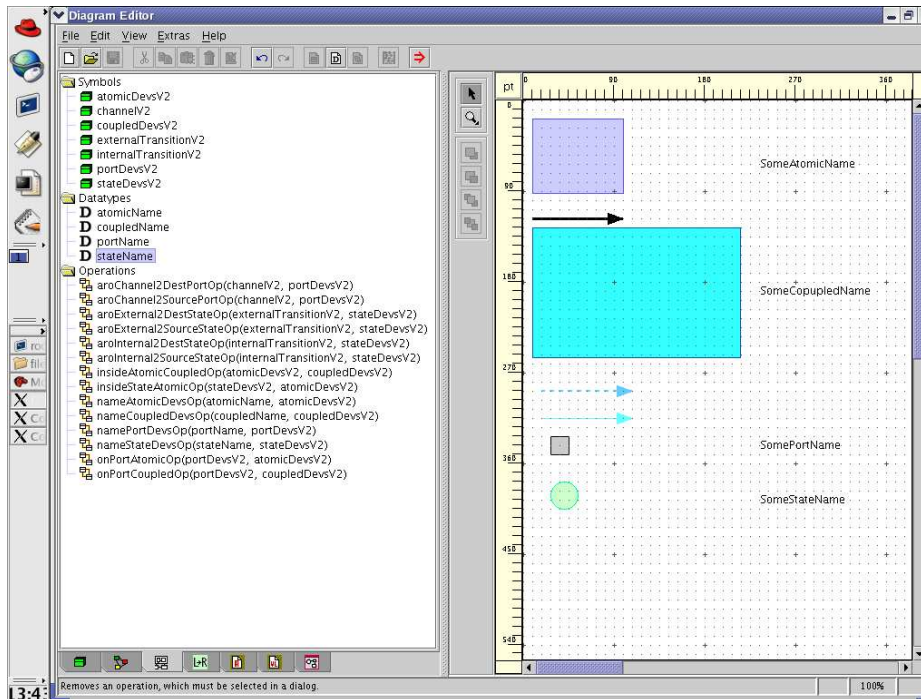 Diagram Editor
File Edit View Extras Help
Symbols
atomicDevsV2
channelV2
coupledDevsV2
externalTransitionV2
internalTransitionV2
portDevsV2
stateDevsV2
Datatypes
D atomicName
D coupledName
D portName
D stateName
Operations
aroChannel2DestPortOp(channelV2, portDevsV2)
aroChannel2SourcePortOp(channelV2, portDevsV2)
aroExternal2DestStateOp(externalTransitionV2, stateDevsV2)
aroExternal2SourceStateOp(externalTransitionV2, stateDevsV2)
aroInternal2DestStateOp(internalTransitionV2, stateDevsV2)
aroInternal2SourceStateOp(internalTransitionV2, stateDevsV2)
insideAtomicCoupled(atomicDevsV2, coupledDevsV2)
insideStateAtomicOp(stateDevsV2, atomicDevsV2)
nameAtomicDevsOp(atomicName, atomicDevsV2)
nameCoupledDevsOp(coupledName, coupledDevsV2)
namePortDevsOp(portName, portDevsV2)
nameStateDevsOp(stateName, stateDevsV2)
onPortAtomicOp(portDevsV2, atomicDevsV2)
onPortCoupledOp(portDevsV2, coupledDevsV2)
pt
0 90 180 270 360
0
90
180
270
360
450
540
SomeAtomicName
SomeCopupledName
SomePortName
SomeStateName
L→R
Removes an operation, which must be selected in a dialog.
100%
1
file
X
X
X
13:4